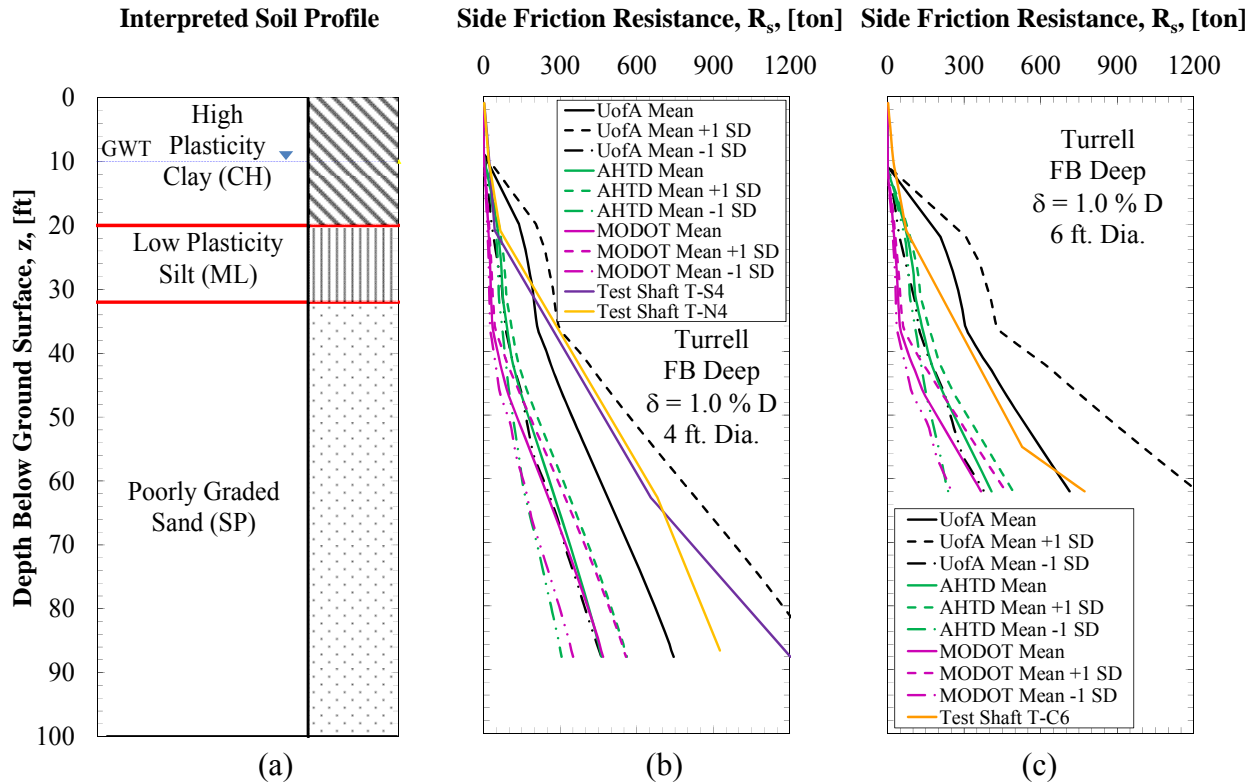 Interpreted Soil Profile
Depth Below Ground Surface, z, [ft]
0
10
20
30
40
50
60
70
80
90
100
High
Plasticity
Clay (CH)
GWT
Low Plasticity
Silt (ML)
Poorly Graded
Sand (SP)
(a)
Side Friction Resistance, Rs, [ton]
0 300 600 900 1200
UofA Mean
UofA Mean +1 SD
UofA Mean -1 SD
AHTD Mean
AHTD Mean +1 SD
AHTD Mean -1 SD
MODOT Mean
MODOT Mean +1 SD
MODOT Mean -1 SD
Test Shaft T-S4
Test Shaft T-N4
Turrell
FB Deep
δ = 1.0 % D
4 ft. Dia.
(b)
Side Friction Resistance, Rs, [ton]
0 300 600 900 1200
Turrell
FB Deep
δ = 1.0 % D
6 ft. Dia.
UofA Mean
UofA Mean +1 SD
UofA Mean -1 SD
AHTD Mean
AHTD Mean +1 SD
AHTD Mean -1 SD
MODOT Mean
MODOT Mean +1 SD
MODOT Mean -1 SD
Test Shaft T-C6
(c)